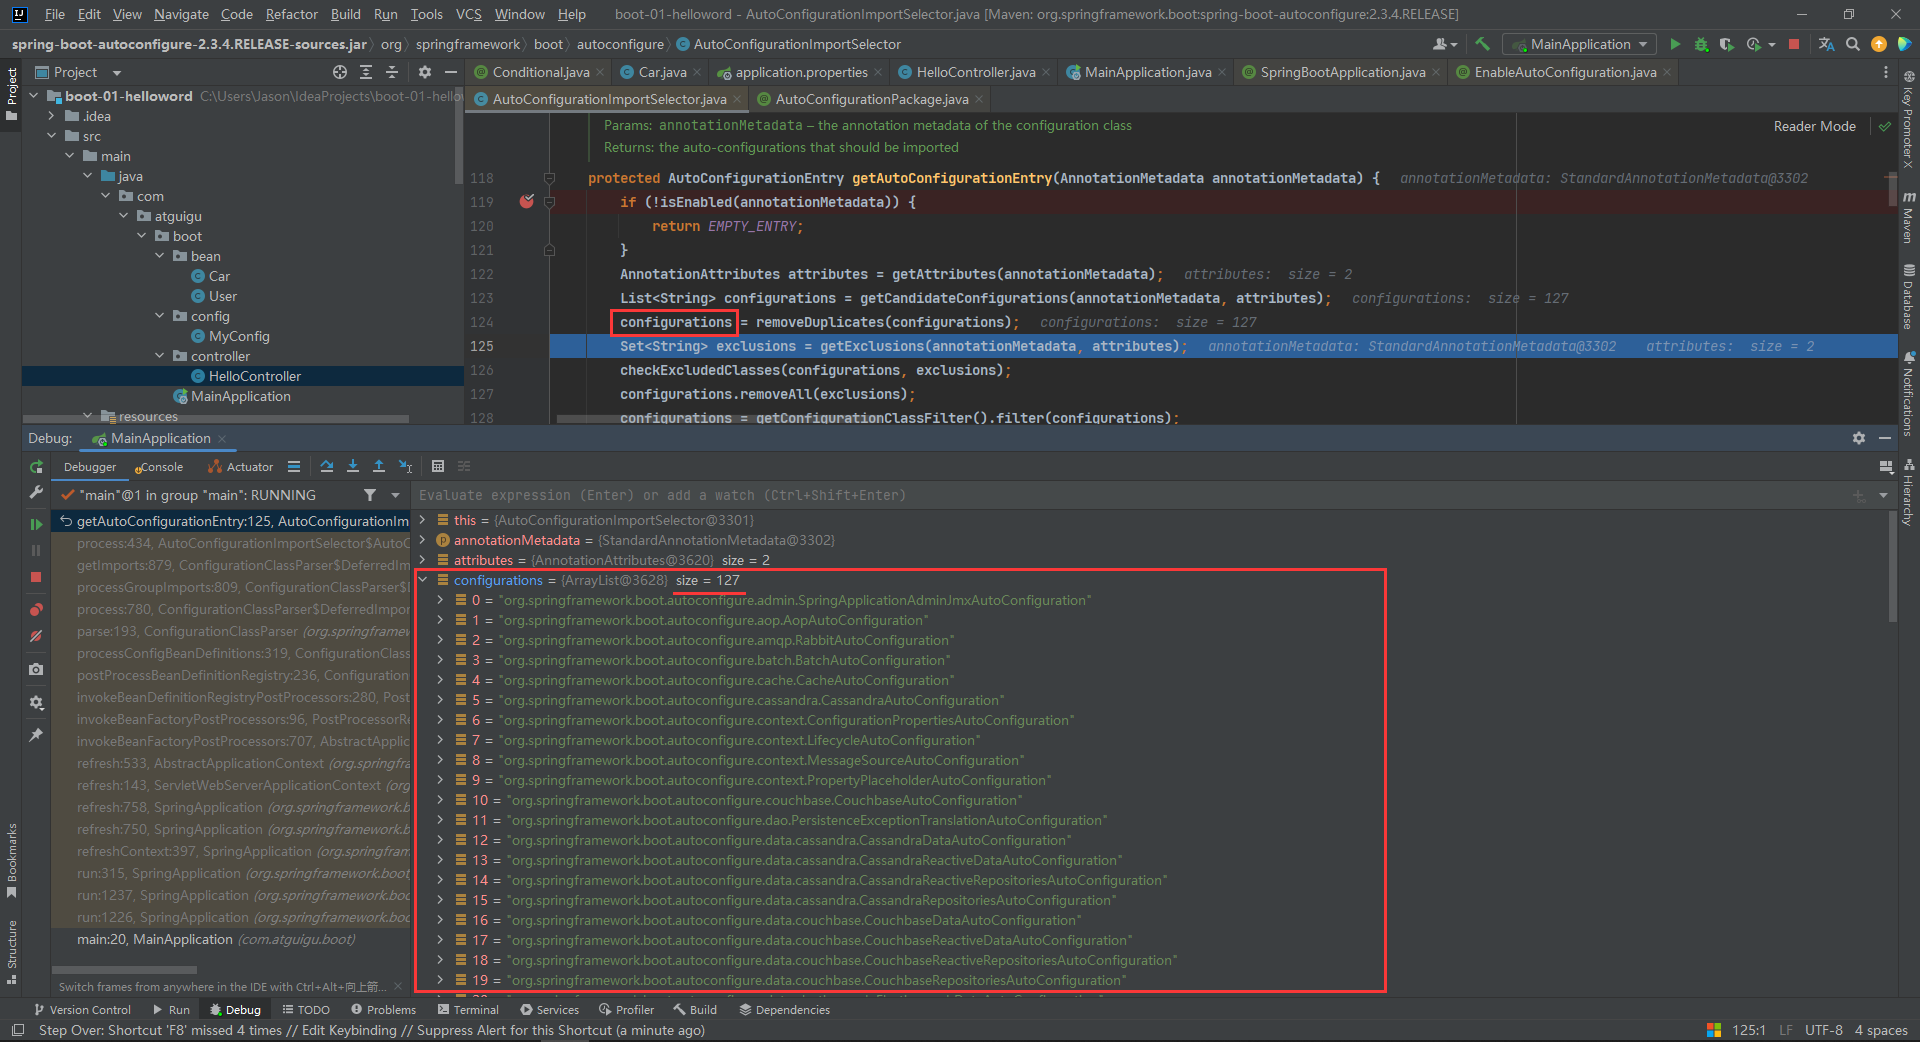 File Edit View Navigate Code Refactor Build Run Tools VCS Window Help boot-01-helloword - AutoConfigurationImportSelector.java [Maven: org.springframework.boot:spring-boot-autoconfigure:2.3.4.RELEASE]
spring-boot-autoconfigure-2.3.4.RELEASE-sources.jar org springframework boot autoconfigure AutoConfigurationImportSelector MainApplication
Project
Conditional.java Car.java application.properties HelloController.java MainApplication.java SpringBootApplication.java EnableAutoConfiguration.java
AutoConfigurationImportSelector.java AutoConfigurationPackage.java
boot-01-helloword C:\Users\Jason\IdeaProjects\boot-01-hellow
.idea
src
main
java
com
atguigu
boot
bean
Car
User
config
MyConfig
controller
HelloController
MainApplication
resources
Params: annotationMetadata – the annotation metadata of the configuration class
Returns: the auto-configurations that should be imported
Reader Mode
118 protected AutoConfigurationEntry getAutoConfigurationEntry(AnnotationMetadata annotationMetadata) { annotationMetadata: StandardAnnotationMetadata@3302
119 if (!isEnabled(annotationMetadata)) {
120 return EMPTY_ENTRY;
121 }
122 AnnotationAttributes attributes = getAttributes(annotationMetadata); attributes: size = 2
123 List<String> configurations = getCandidateConfigurations(annotationMetadata, attributes); configurations: size = 127
124 configurations = removeDuplicates(configurations); configurations: size = 127
125 Set<String> exclusions = getExclusions(annotationMetadata, attributes); annotationMetadata: StandardAnnotationMetadata@3302 attributes: size = 2
126 checkExcludedClasses(configurations, exclusions);
127 configurations.removeAll(exclusions);
128 configurations = getConfigurationClassFilter().filter(configurations);
Project
Bookmarks
Structure
Key Promoter X
Maven
Database
Notifications
Hierarchy
Debug: MainApplication
Debugger Console Actuator
"main"@1 in group "main": RUNNING
getAutoConfigurationEntry:125, AutoConfigurationIm
process:434, AutoConfigurationImportSelector$AutoC
getImports:879, ConfigurationClassParser$DeferredIm
processGroupImports:809, ConfigurationClassParser$D
process:780, ConfigurationClassParser$DeferredImpor
parse:193, ConfigurationClassParser (org.springframew
processConfigBeanDefinitions:319, ConfigurationClass
postProcessBeanDefinitionRegistry:236, Configuration
invokeBeanDefinitionRegistryPostProcessors:280, Post
invokeBeanFactoryPostProcessors:96, PostProcessorRe
invokeBeanFactoryPostProcessors:707, AbstractApplic
refresh:533, AbstractApplicationContext (org.springfra
refresh:143, ServletWebServerApplicationContext (org
refresh:758, SpringApplication (org.springframework.b
refresh:750, SpringApplication (org.springframework.b
refreshContext:397, SpringApplication (org.springfram
run:315, SpringApplication (org.springframework.boot
run:1237, SpringApplication (org.springframework.boo
run:1226, SpringApplication (org.springframework.boo
main:20, MainApplication (com.atguigu.boot)
Switch frames from anywhere in the IDE with Ctrl+Alt+向上箭...
Evaluate expression (Enter) or add a watch (Ctrl+Shift+Enter)
this = {AutoConfigurationImportSelector@3301}
annotationMetadata = {StandardAnnotationMetadata@3302}
attributes = {AnnotationAttributes@3620} size = 2
configurations = {ArrayList@3628} size = 127
0 = "org.springframework.boot.autoconfigure.admin.SpringApplicationAdminJmxAutoConfiguration"
1 = "org.springframework.boot.autoconfigure.aop.AopAutoConfiguration"
2 = "org.springframework.boot.autoconfigure.amqp.RabbitAutoConfiguration"
3 = "org.springframework.boot.autoconfigure.batch.BatchAutoConfiguration"
4 = "org.springframework.boot.autoconfigure.cache.CacheAutoConfiguration"
5 = "org.springframework.boot.autoconfigure.cassandra.CassandraAutoConfiguration"
6 = "org.springframework.boot.autoconfigure.context.ConfigurationPropertiesAutoConfiguration"
7 = "org.springframework.boot.autoconfigure.context.LifecycleAutoConfiguration"
8 = "org.springframework.boot.autoconfigure.context.MessageSourceAutoConfiguration"
9 = "org.springframework.boot.autoconfigure.context.PropertyPlaceholderAutoConfiguration"
10 = "org.springframework.boot.autoconfigure.couchbase.CouchbaseAutoConfiguration"
11 = "org.springframework.boot.autoconfigure.dao.PersistenceExceptionTranslationAutoConfiguration"
12 = "org.springframework.boot.autoconfigure.data.cassandra.CassandraDataAutoConfiguration"
13 = "org.springframework.boot.autoconfigure.data.cassandra.CassandraReactiveDataAutoConfiguration"
14 = "org.springframework.boot.autoconfigure.data.cassandra.CassandraReactiveRepositoriesAutoConfiguration"
15 = "org.springframework.boot.autoconfigure.data.cassandra.CassandraRepositoriesAutoConfiguration"
16 = "org.springframework.boot.autoconfigure.data.couchbase.CouchbaseDataAutoConfiguration"
17 = "org.springframework.boot.autoconfigure.data.couchbase.CouchbaseReactiveDataAutoConfiguration"
18 = "org.springframework.boot.autoconfigure.data.couchbase.CouchbaseReactiveRepositoriesAutoConfiguration"
19 = "org.springframework.boot.autoconfigure.data.couchbase.CouchbaseRepositoriesAutoConfiguration"
Version Control Run Debug TODO Problems Terminal Services Profiler Build Dependencies
Step Over: Shortcut 'F8' missed 4 times // Edit Keybinding // Suppress Alert for this Shortcut (a minute ago) 125:1 LF UTF-8 4 spaces